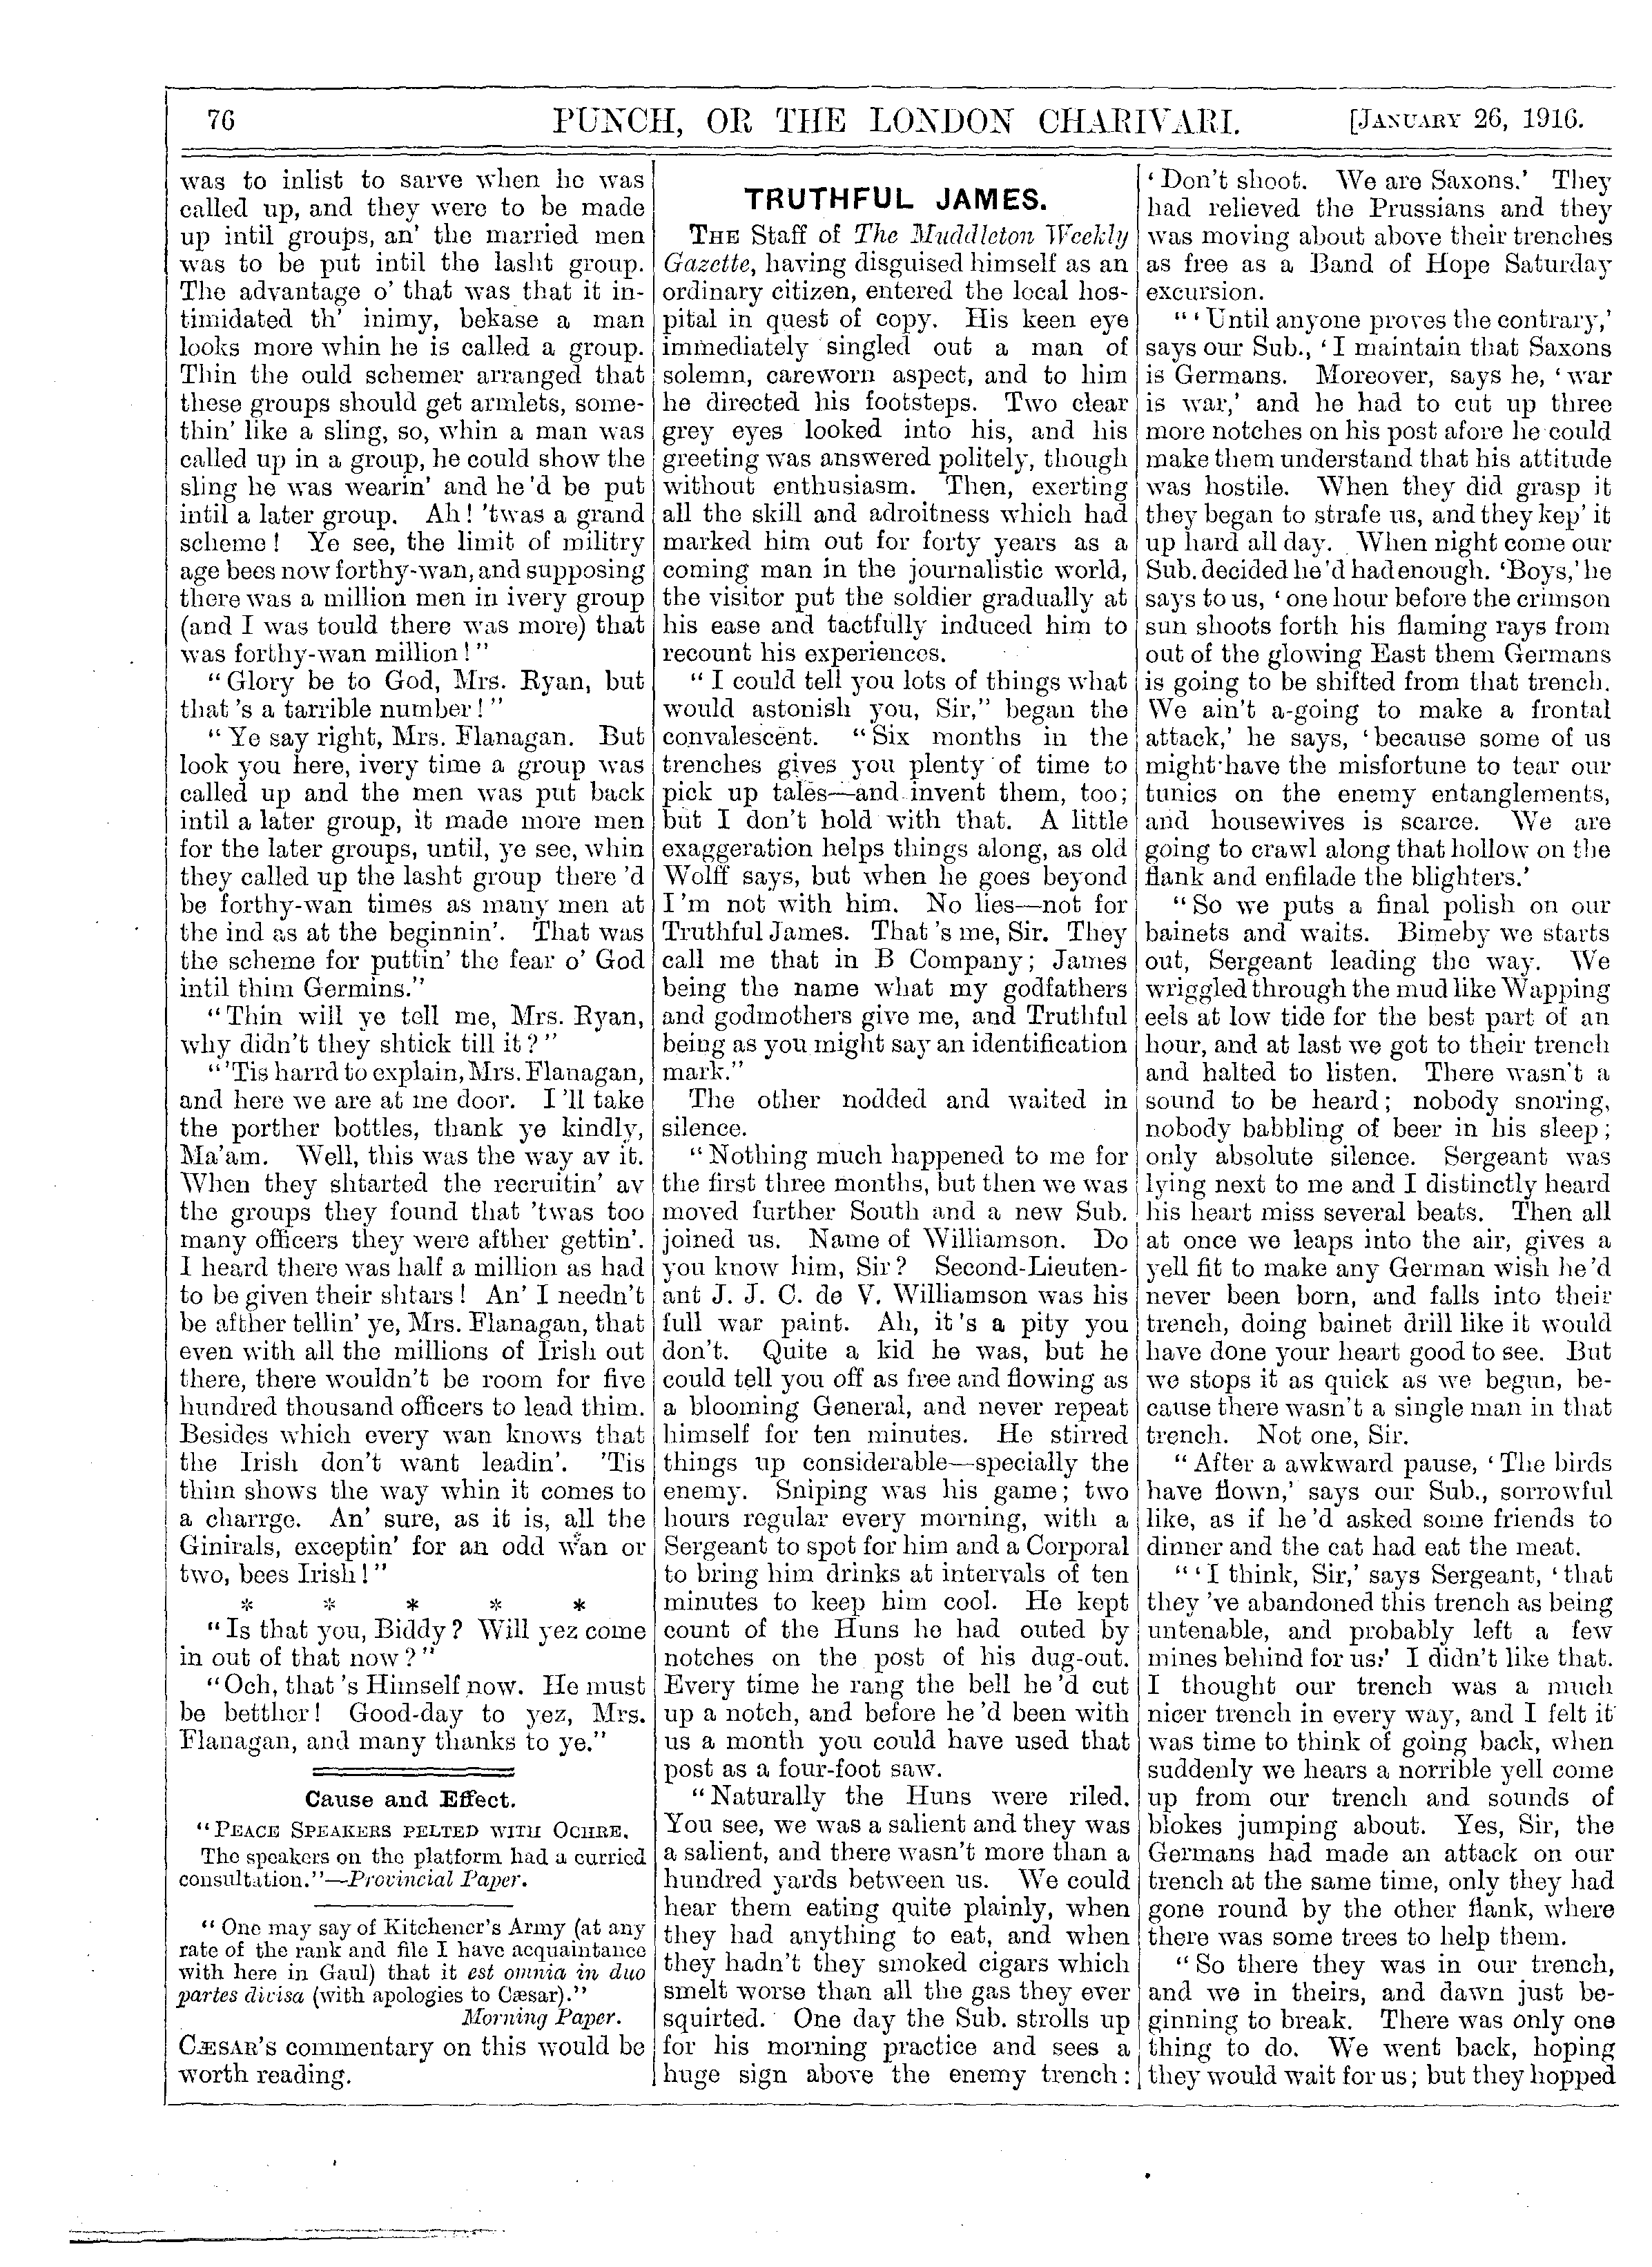 76
PUNCH, OR THE LONDON CHARIVARI.
[JANUARY 26, 1916.
was to inlist to sarve when he was
called up, and they were to be made
up intil groups, an' the married men
was to be put intil the lasht group.
The advantage o' that was that it in-
timidated th' inimy, bekase a man
looks more whin he is called a group.
Thin the ould schemer arranged that
these groups should get armlets, some-
thin' like a sling, so, whin a man was
called up in a group, he could show the
sling he was wearin' and he'd be put
intil a later group. Ah! 'twas a grand
scheme! Ye see, the limit of militry
age bees now forthy-wan, and supposing
there was a million men in ivery group
(and I was tould there was more) that
was forthy-wan million!"
"Glory be to God, Mrs. Ryan, but
that's a tarrible number!"
"Ye say right, Mrs. Flanagan. But
look you here, ivery time a group was
called up and the men was put back
intil a later group, it made more men
for the later groups, until, ye see, whin
they called up the lasht group there'd
be forthy-wan times as many men at
the ind as at the beginnin'. That was
the scheme for puttin' the fear o' God
intil thim Germins."
"Thin will ye tell me, Mrs. Ryan,
why didn't they shtick till it?"
"'Tis harrd to explain, Mrs. Flanagan,
and here we are at me door. I'll take
the porther bottles, thank ye kindly,
Ma'am. Well, this was the way av it.
When they shtarted the recruitin' av
the groups they found that 'twas too
many officers they were afther gettin'.
I heard there was half a million as had
to be given their shtars! An' I needn't
be afther tellin' ye, Mrs. Flanagan, that
even with all the millions of Irish out
there, there wouldn't be room for five
hundred thousand officers to lead thim.
Besides which every wan knows that
the Irish don't want leadin'. 'Tis
thim shows the way whin it comes to
a charrge. An' sure, as it is, all the
Ginirals, exceptin' for an odd wan or
two, bees Irish!"
* * * * *
"Is that you, Biddy? Will yez come
in out of that now?"
"Och, that's Himself now. He must
be betther! Good-day to yez, Mrs.
Flanagan, and many thanks to ye."
Cause and Effect.
"PEACE SPEAKERS PELTED WITH OCHRE.
The speakers on the platform had a curried
consultation."—Provincial Paper.
"One may say of Kitchener's Army (at any
rate of the rank and file I have acquaintance
with here in Gaul) that it est omnia in duo
partes divisa (with apologies to Cæsar)."
Morning Paper.
CÆSAR'S commentary on this would be
worth reading.
TRUTHFUL JAMES.
THE Staff of The Muddleton Weekly
Gazette, having disguised himself as an
ordinary citizen, entered the local hos-
pital in quest of copy. His keen eye
immediately singled out a man of
solemn, careworn aspect, and to him
he directed his footsteps. Two clear
grey eyes looked into his, and his
greeting was answered politely, though
without enthusiasm. Then, exerting
all the skill and adroitness which had
marked him out for forty years as a
coming man in the journalistic world,
the visitor put the soldier gradually at
his ease and tactfully induced him to
recount his experiences.
"I could tell you lots of things what
would astonish you, Sir," began the
convalescent. "Six months in the
trenches gives you plenty of time to
pick up tales—and invent them, too;
but I don't hold with that. A little
exaggeration helps things along, as old
Wolff says, but when he goes beyond
I'm not with him. No lies—not for
Truthful James. That's me, Sir. They
call me that in B Company; James
being the name what my godfathers
and godmothers give me, and Truthful
being as you might say an identification
mark."
The other nodded and waited in
silence.
"Nothing much happened to me for
the first three months, but then we was
moved further South and a new Sub.
joined us. Name of Williamson. Do
you know him, Sir? Second-Lieuten-
ant J. J. C. de V. Williamson was his
full war paint. Ah, it's a pity you
don't. Quite a kid he was, but he
could tell you off as free and flowing as
a blooming General, and never repeat
himself for ten minutes. He stirred
things up considerable—specially the
enemy. Sniping was his game; two
hours regular every morning, with a
Sergeant to spot for him and a Corporal
to bring him drinks at intervals of ten
minutes to keep him cool. He kept
count of the Huns he had outed by
notches on the post of his dug-out.
Every time he rang the bell he'd cut
up a notch, and before he'd been with
us a month you could have used that
post as a four-foot saw.
"Naturally the Huns were riled.
You see, we was a salient and they was
a salient, and there wasn't more than a
hundred yards between us. We could
hear them eating quite plainly, when
they had anything to eat, and when
they hadn't they smoked cigars which
smelt worse than all the gas they ever
squirted. One day the Sub. strolls up
for his morning practice and sees a
huge sign above the enemy trench:
'Don't shoot. We are Saxons.' They
had relieved the Prussians and they
was moving about above their trenches
as free as a Band of Hope Saturday
excursion.
"'Until anyone proves the contrary,'
says our Sub., 'I maintain that Saxons
is Germans. Moreover, says he, 'war
is war,' and he had to cut up three
more notches on his post afore he could
make them understand that his attitude
was hostile. When they did grasp it
they began to strafe us, and they kep' it
up hard all day. When night come our
Sub. decided he'd had enough. 'Boys,' he
says to us, 'one hour before the crimson
sun shoots forth his flaming rays from
out of the glowing East them Germans
is going to be shifted from that trench.
We ain't a-going to make a frontal
attack,' he says, 'because some of us
might have the misfortune to tear our
tunics on the enemy entanglements,
and housewives is scarce. We are
going to crawl along that hollow on the
flank and enfilade the blighters.'
"So we puts a final polish on our
bainets and waits. Bimeby we starts
out, Sergeant leading the way. We
wriggled through the mud like Wapping
eels at low tide for the best part of an
hour, and at last we got to their trench
and halted to listen. There wasn't a
sound to be heard; nobody snoring,
nobody babbling of beer in his sleep;
only absolute silence. Sergeant was
lying next to me and I distinctly heard
his heart miss several beats. Then all
at once we leaps into the air, gives a
yell fit to make any German wish he'd
never been born, and falls into their
trench, doing bainet drill like it would
have done your heart good to see. But
we stops it as quick as we begun, be-
cause there wasn't a single man in that
trench. Not one, Sir.
"After a awkward pause, 'The birds
have flown,' says our Sub., sorrowful
like, as if he'd asked some friends to
dinner and the cat had eat the meat.
"'I think, Sir,' says Sergeant, 'that
they've abandoned this trench as being
untenable, and probably left a few
mines behind for us.' I didn't like that.
I thought our trench was a much
nicer trench in every way, and I felt it
was time to think of going back, when
suddenly we hears a norrible yell come
up from our trench and sounds of
blokes jumping about. Yes, Sir, the
Germans had made an attack on our
trench at the same time, only they had
gone round by the other flank, where
there was some trees to help them.
"So there they was in our trench,
and we in theirs, and dawn just be-
ginning to break. There was only one
thing to do. We went back, hoping
they would wait for us; but they hopped